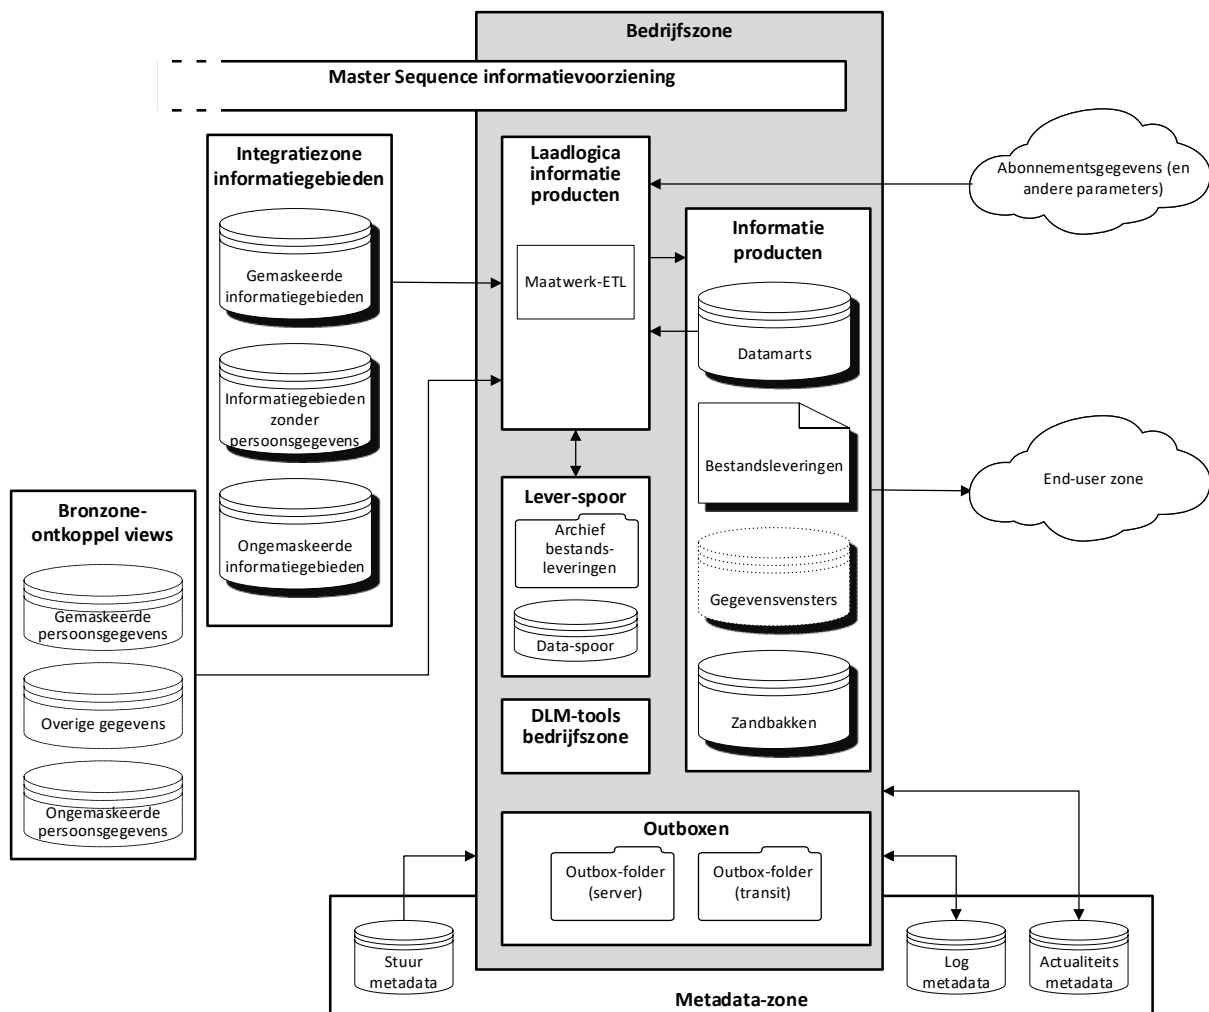 Bedrijfszone
Master Sequence informatievoorziening
Integratiezone
informatiegebieden
Gemaskeerde
informatiegebieden
Informatiegebieden
zonder
persoonsgegevens
Ongemaskeerde
informatiegebieden
Bronzone-
ontkoppel views
Gemaskeerde
persoonsgegevens
Overige gegevens
Ongemaskeerde
persoonsgegevens
Laadlogica
informatie
producten
Maatwerk-ETL
Lever-spoor
Archief
bestands-
leveringen
Data-spoor
DLM-tools
bedrijfszone
Informatie
producten
Datamarts
Bestandsleveringen
Gegevensvensters
Zandbakken
Abonnementsgegevens (en
andere parameters)
End-user zone
Outboxen
Outbox-folder
(server)
Outbox-folder
(transit)
Stuur
metadata
Log
metadata
Actualiteits
metadata
Metadata-zone